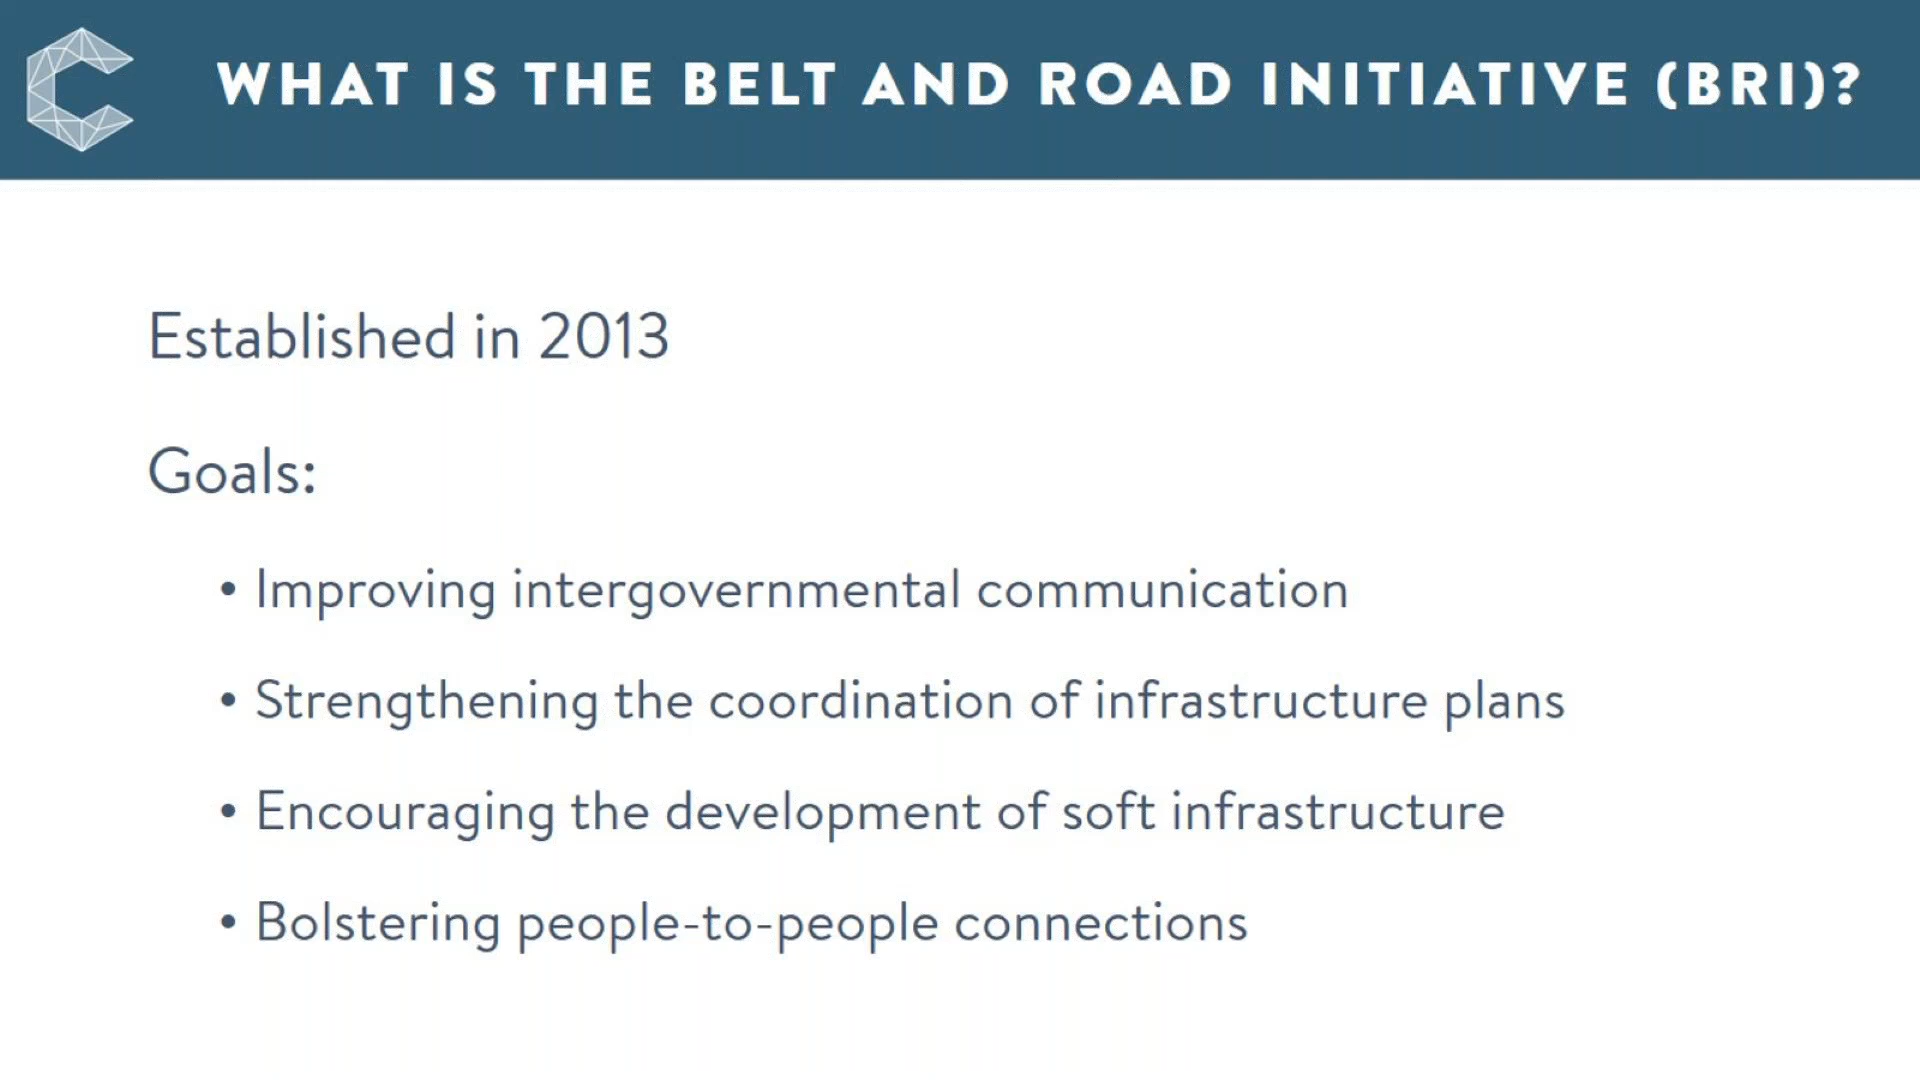 WHAT IS THE BELT AND ROAD INITIATIVE (BRI)?
Established in 2013
Goals:
• Improving intergovernmental communication
• Strengthening the coordination of infrastructure plans
• Encouraging the development of soft infrastructure
• Bolstering people-to-people connections